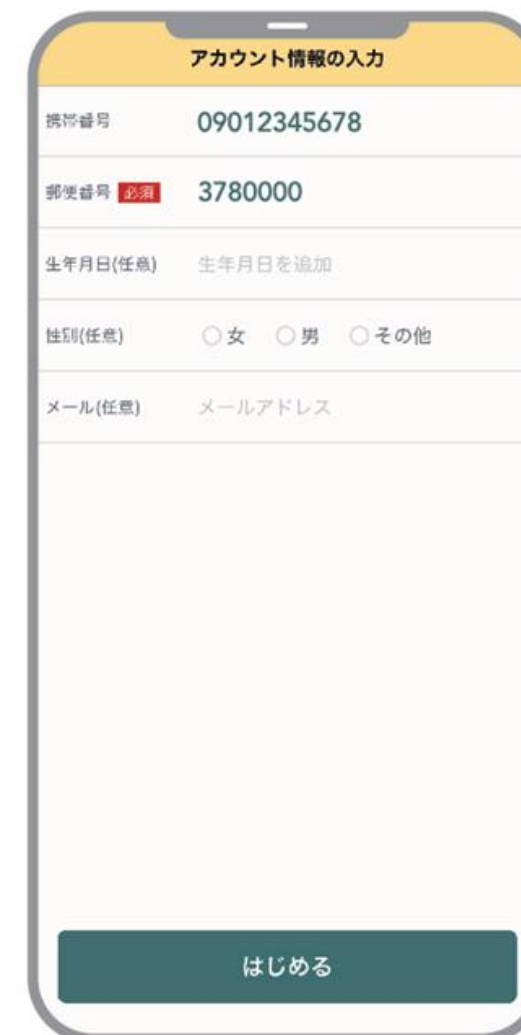 アカウント情報の入力
携帯番号 09012345678
郵便番号 必須 3780000
生年月日(任意) 生年月日を追加
性別(任意) 女 男 その他
メール(任意) メールアドレス
はじめる